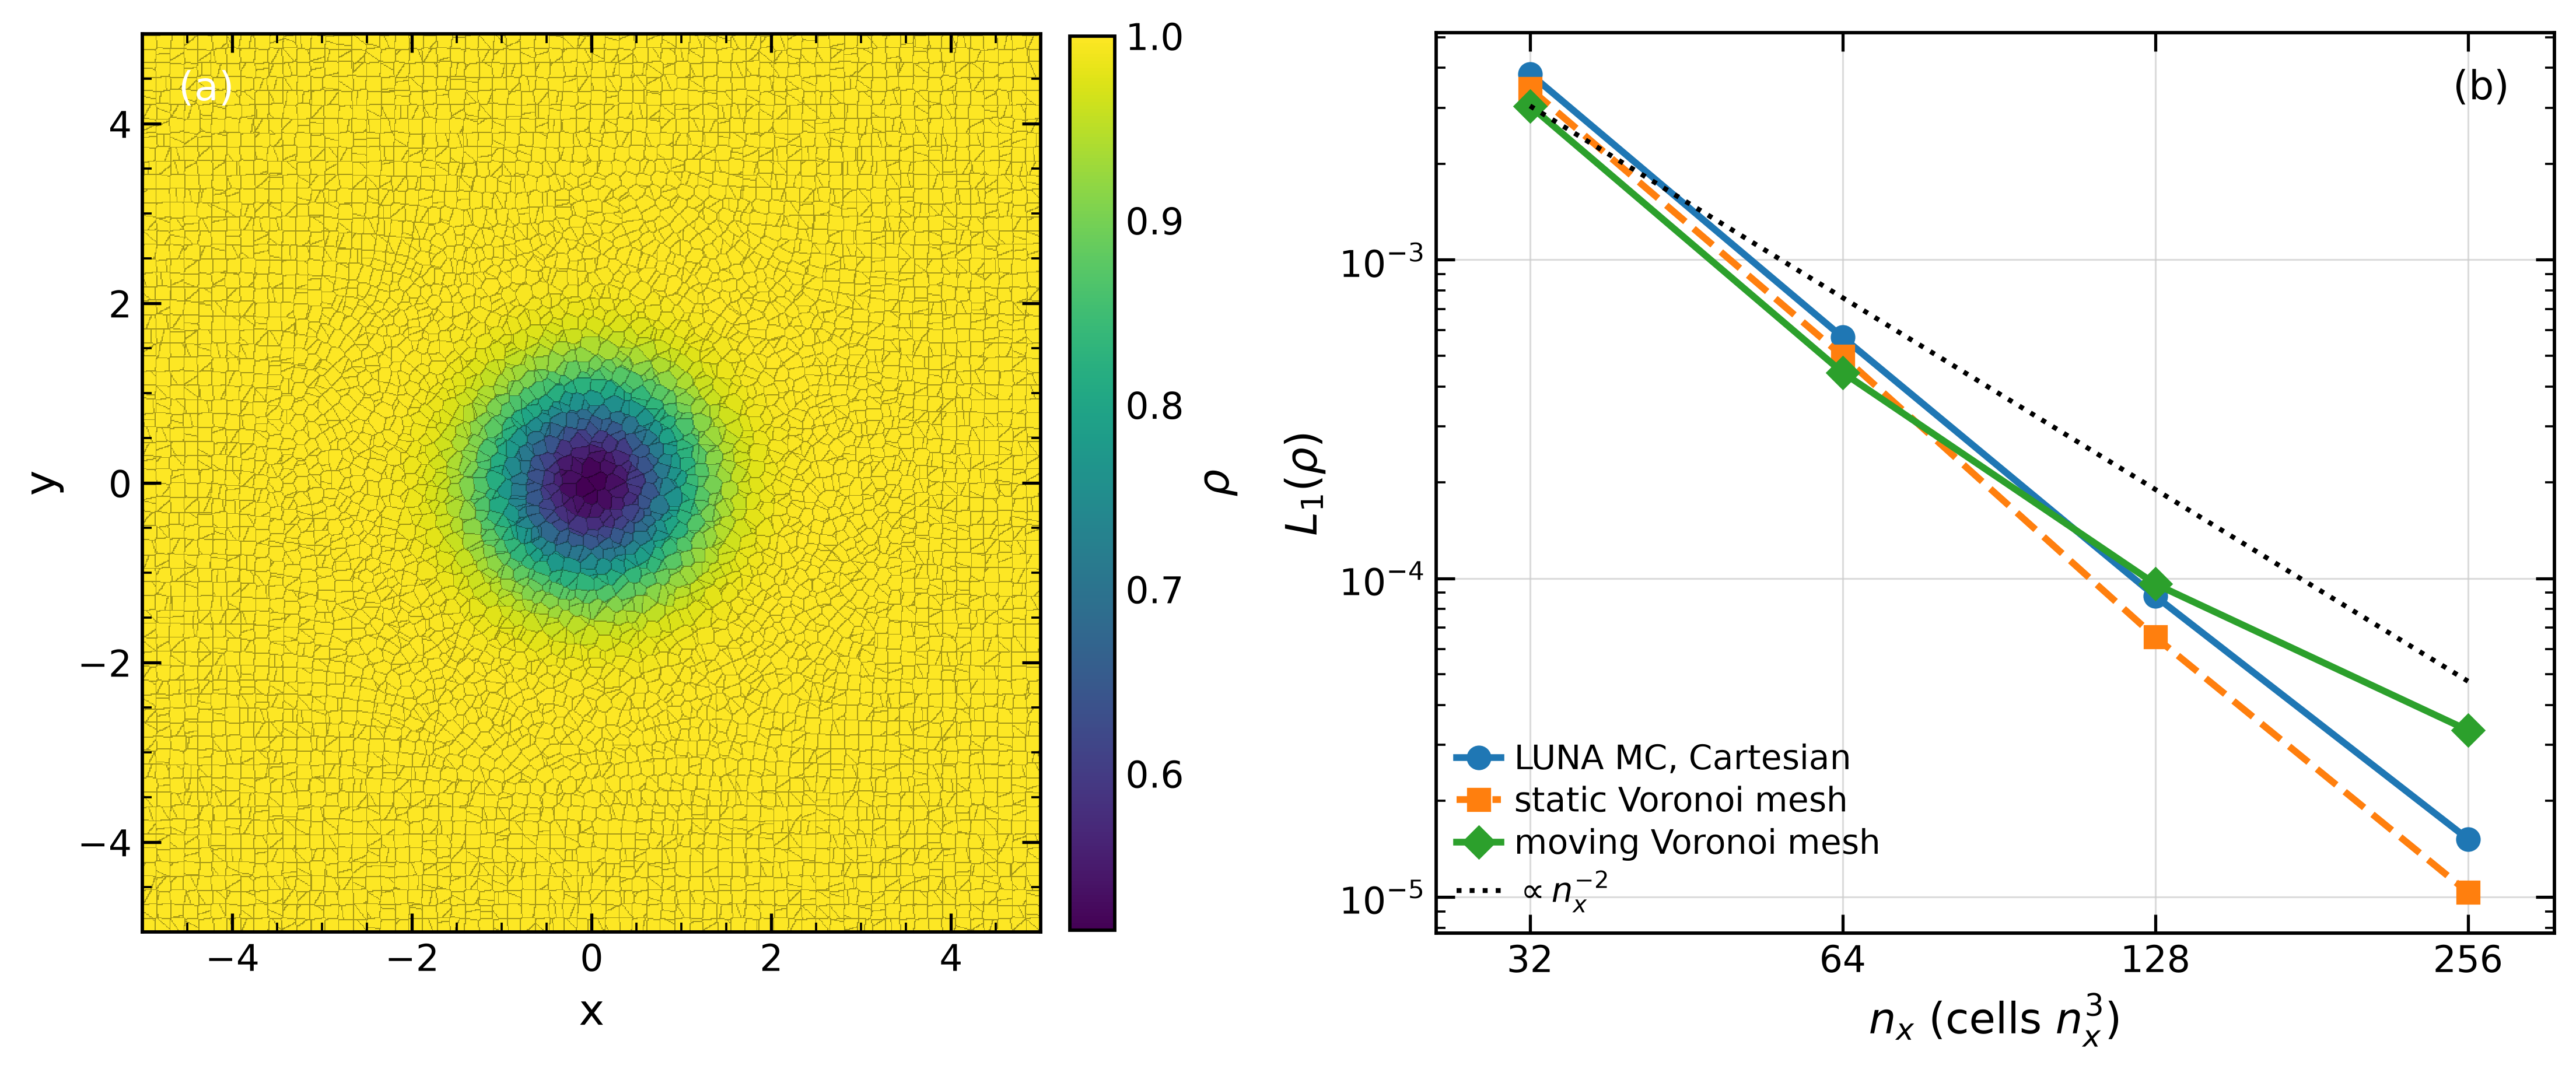 (a)
4
2
0
−2
−4
y
−4 −2 0 2 4
x
1.0
0.9
0.8
0.7
0.6
ρ
(b)
10⁻³
10⁻⁴
10⁻⁵
L₁(ρ)
LUNA MC, Cartesian
static Voronoi mesh
moving Voronoi mesh
∝ nₓ⁻²
32 64 128 256
nₓ (cells nₓ³)